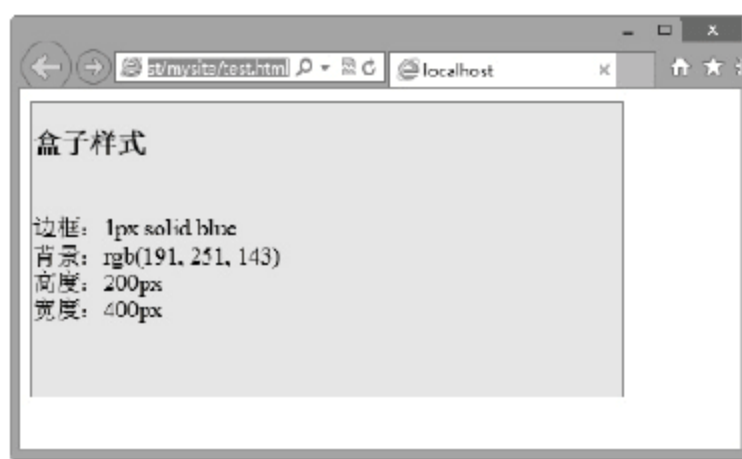 st/mysite/test.html
localhost
盒子样式
边框：1px solid blue
背景：rgb(191, 251, 143)
高度：200px
宽度：400px